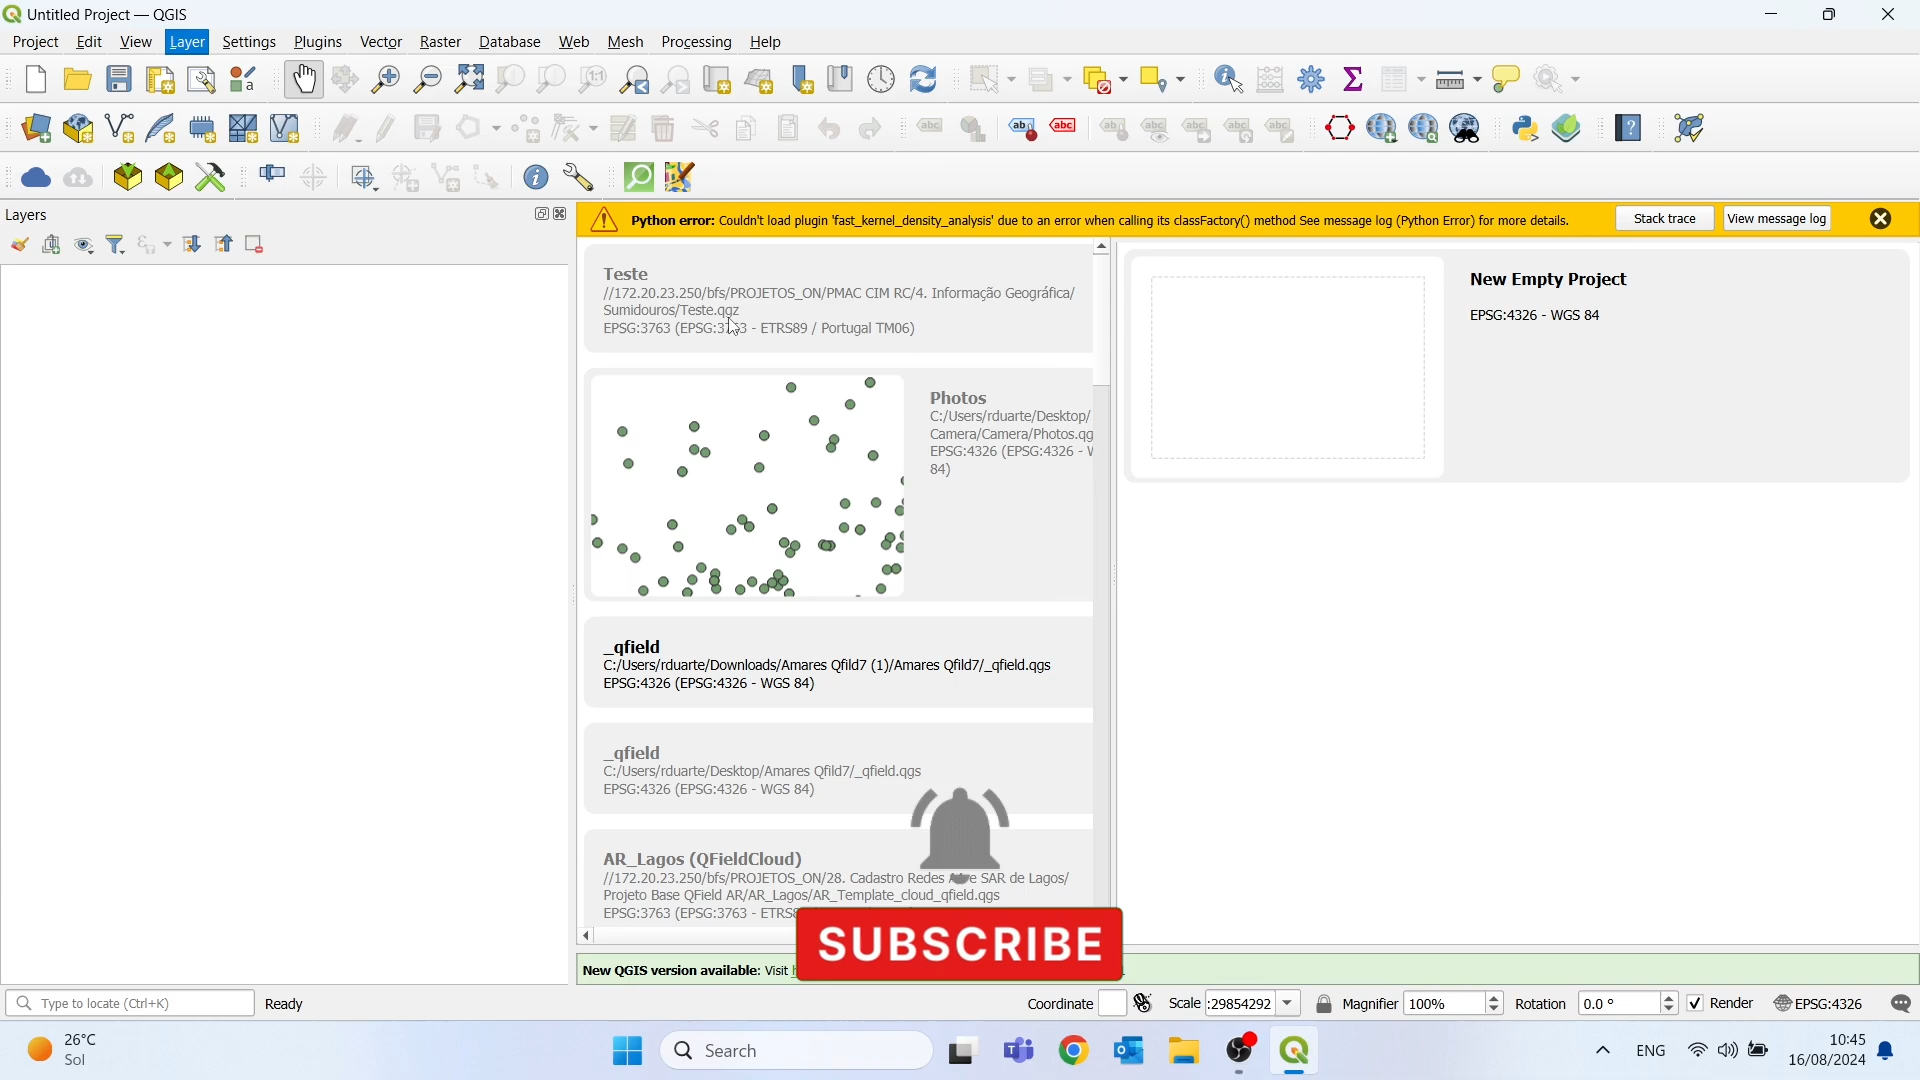 Untitled Project — QGIS
Project Edit View Layer Settings Plugins Vector Raster Database Web Mesh Processing Help
Layers
Python error: Couldn't load plugin 'fast_kernel_density_analysis' due to an error when calling its classFactory() method See message log (Python Error) for more details.
Stack trace
View message log
Teste
//172.20.23.250/bfs/PROJETOS_ON/PMAC CIM RC/4. Informação Geográfica/
Sumidouros/Teste.qgz
EPSG:3763 (EPSG:3763 - ETRS89 / Portugal TM06)
Photos
C:/Users/rduarte/Desktop/
Camera/Camera/Photos.qg
EPSG:4326 (EPSG:4326 -
84)
_qfield
C:/Users/rduarte/Downloads/Amares Qfild7 (1)/Amares Qfild7/_qfield.qgs
EPSG:4326 (EPSG:4326 - WGS 84)
_qfield
C:/Users/rduarte/Desktop/Amares Qfild7/_qfield.qgs
EPSG:4326 (EPSG:4326 - WGS 84)
AR_Lagos (QFieldCloud)
//172.20.23.250/bfs/PROJETOS_ON/28. Cadastro Redes SAR de Lagos/
Projeto Base QField AR/AR_Lagos/AR_Template_cloud_qfield.qgs
EPSG:3763 (EPSG:3763 -
New Empty Project
EPSG:4326 - WGS 84
SUBSCRIBE
New QGIS version available: Visit
Type to locate (Ctrl+K)
Ready
Coordinate
Scale :29854292
Magnifier 100%
Rotation 0.0 °
Render
EPSG:4326
26°C
Sol
Search
ENG
10:45
16/08/2024